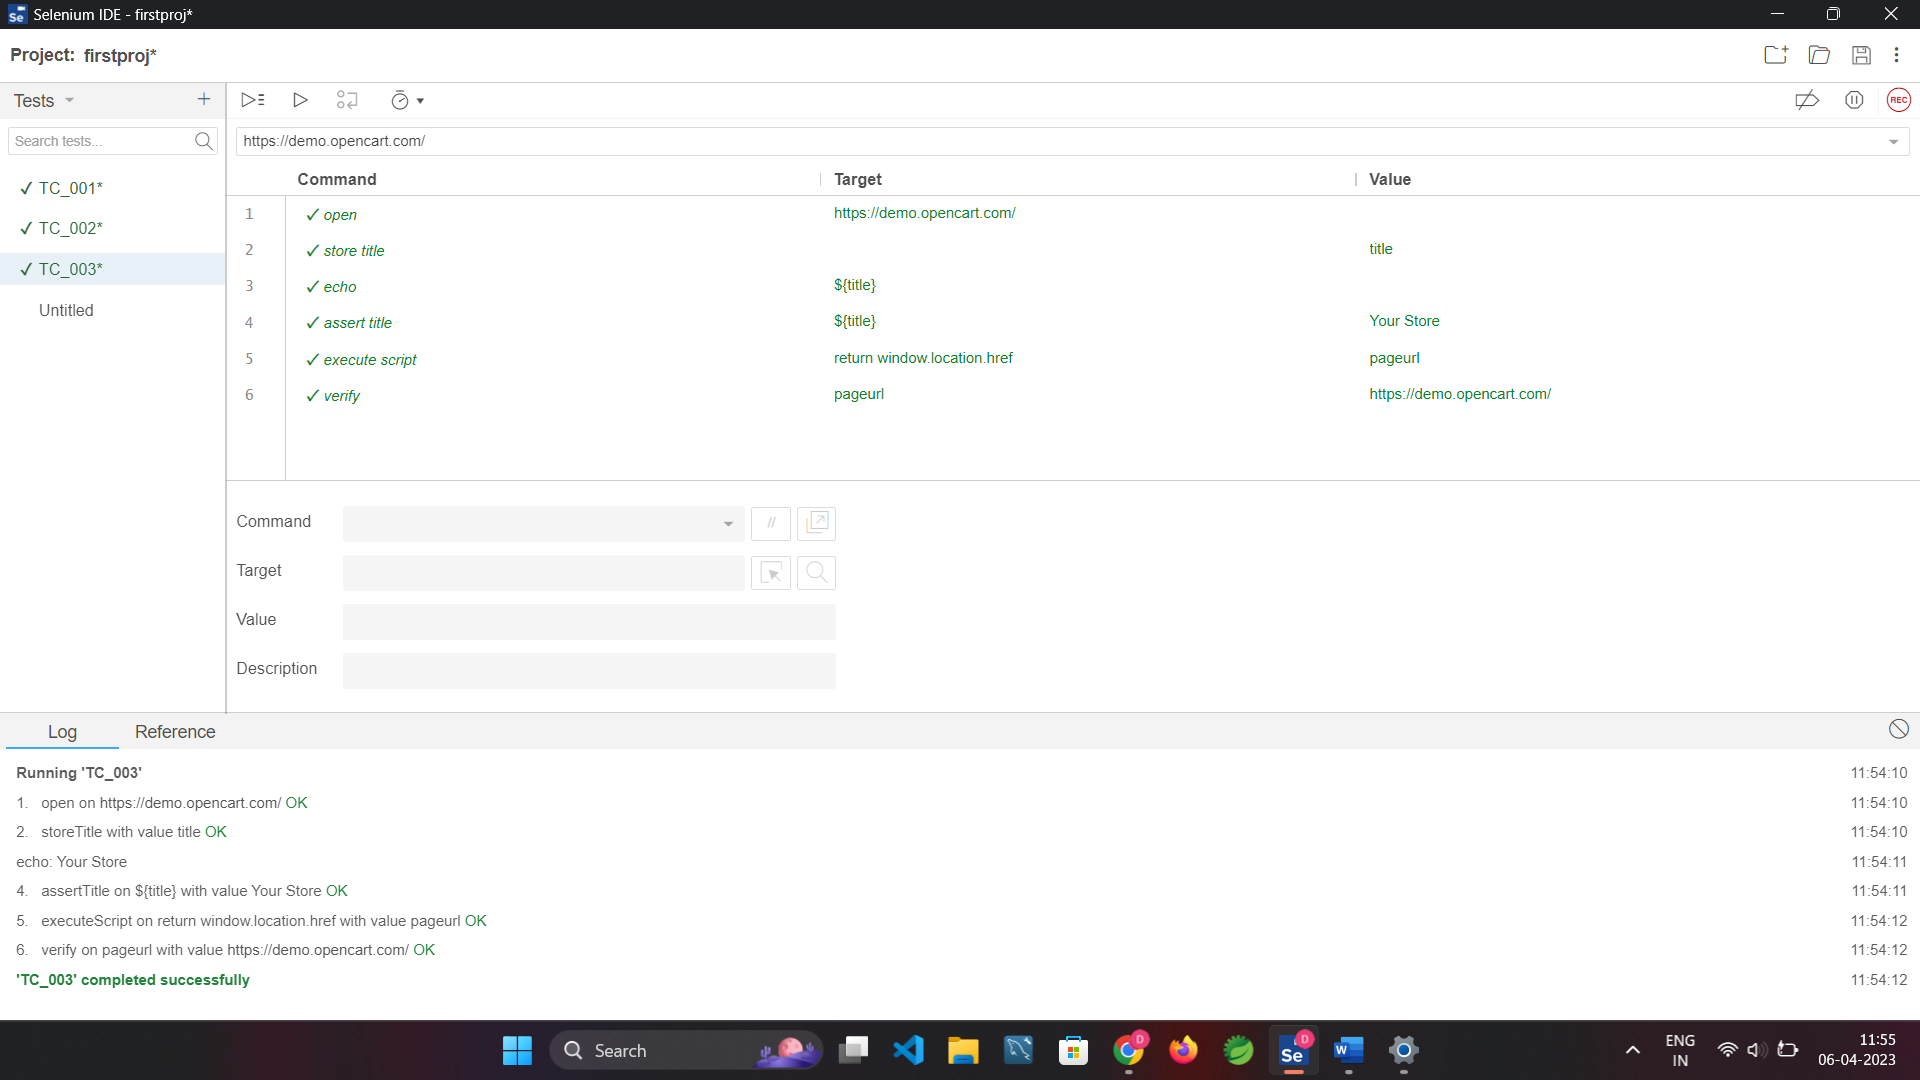 Selenium IDE - firstproj*
Project: firstproj*
Tests
Search tests...
✓ TC_001*
✓ TC_002*
✓ TC_003*
Untitled
REC
https://demo.opencart.com/
Command Target Value
1 ✓ open https://demo.opencart.com/
2 ✓ store title title
3 ✓ echo ${title}
4 ✓ assert title ${title} Your Store
5 ✓ execute script return window.location.href pageurl
6 ✓ verify pageurl https://demo.opencart.com/
Command //
Target
Value
Description
Log Reference
Running 'TC_003' 11:54:10
1. open on https://demo.opencart.com/ OK 11:54:10
2. storeTitle with value title OK 11:54:10
echo: Your Store 11:54:11
4. assertTitle on ${title} with value Your Store OK 11:54:11
5. executeScript on return window.location.href with value pageurl OK 11:54:12
6. verify on pageurl with value https://demo.opencart.com/ OK 11:54:12
'TC_003' completed successfully 11:54:12
Search
D
Se
D
W
ENG
IN
11:55
06-04-2023